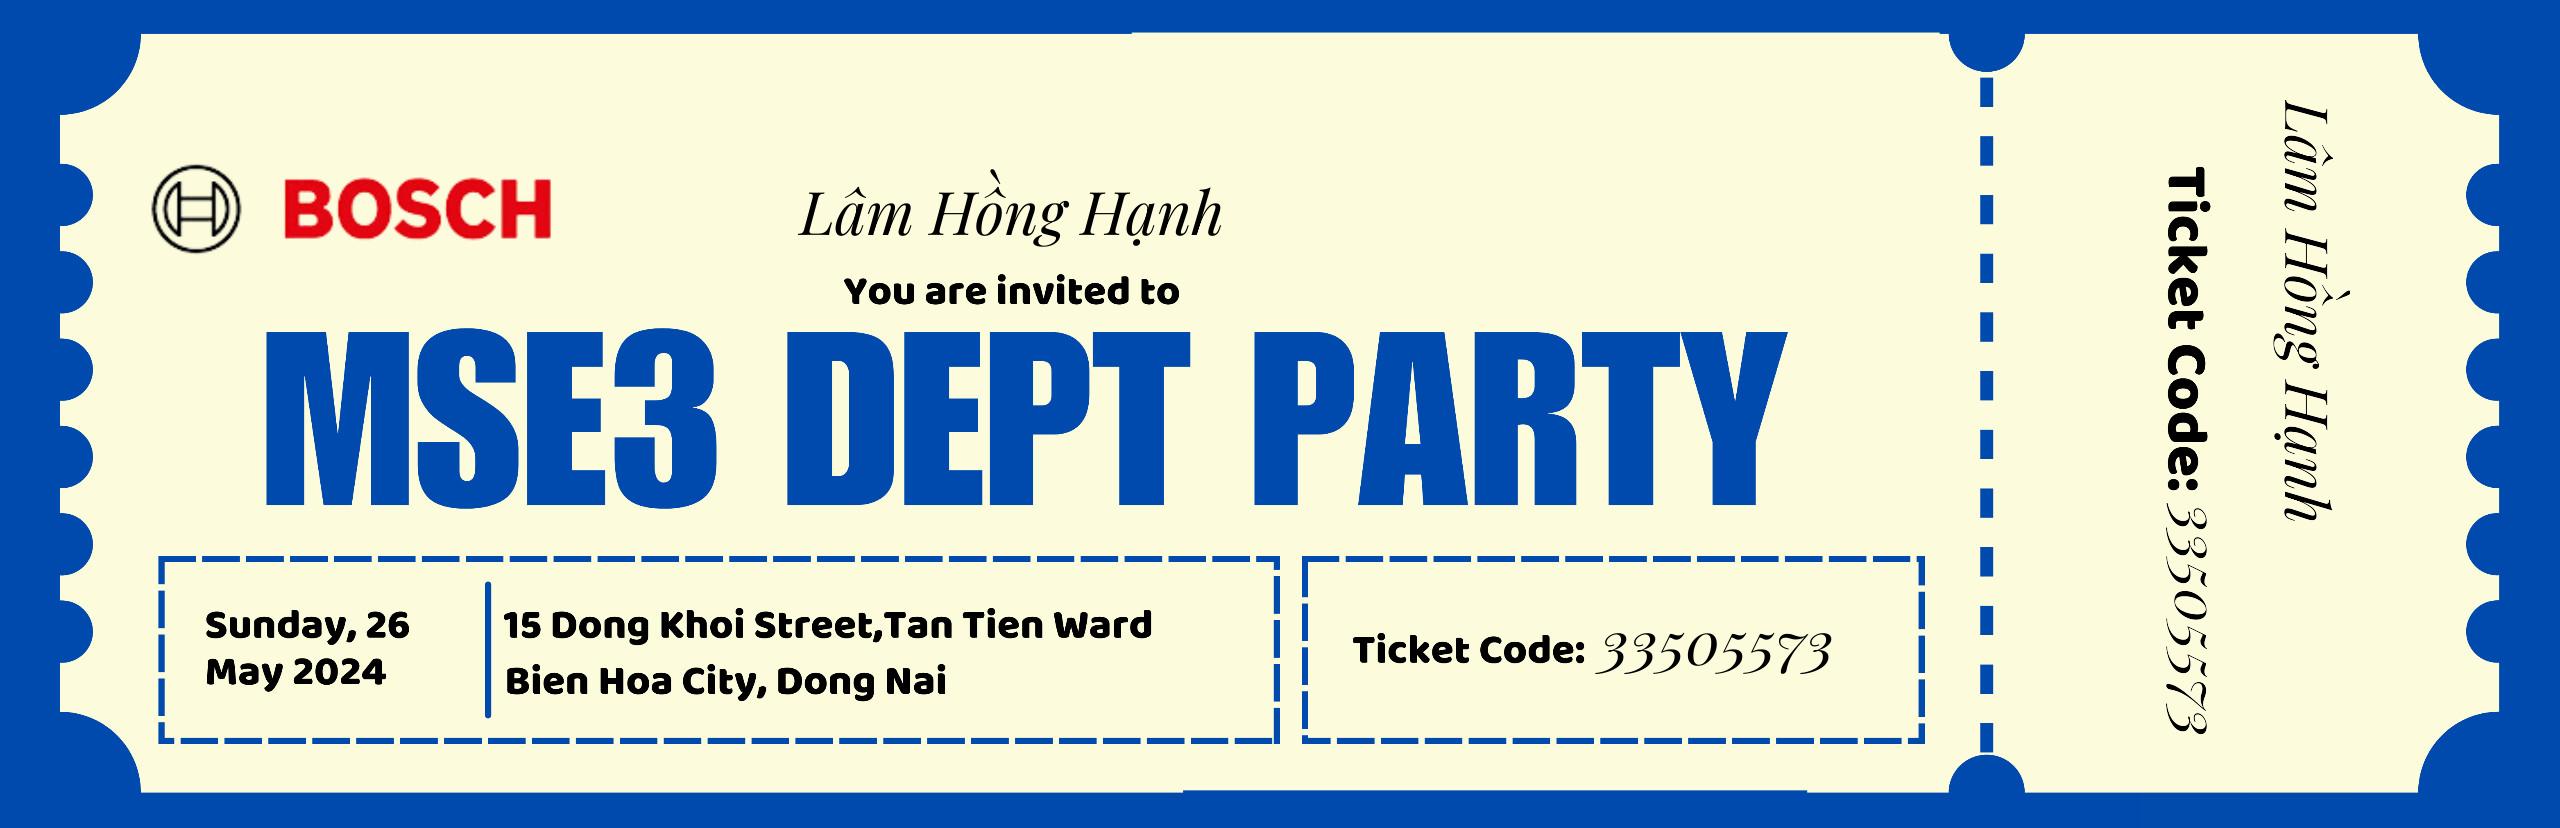 BOSCH
Lâm Hồng Hạnh
You are invited to
MSE3 DEPT PARTY
Sunday, 26
May 2024
15 Dong Khoi Street,Tan Tien Ward
Bien Hoa City, Dong Nai
Ticket Code: 33505573
Lâm Hồng Hạnh
Ticket Code: 33505573